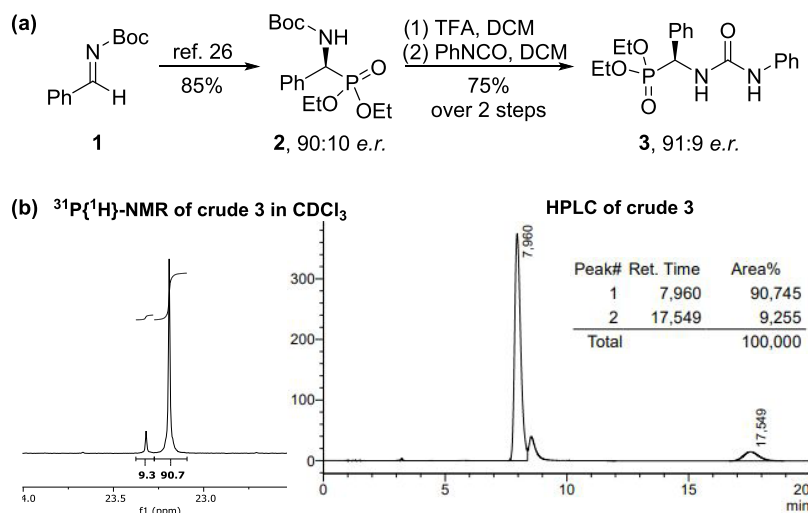 (a)
N
Boc
Ph
H
1
ref. 26
85%
Boc
NH
Ph
P
O
EtO
OEt
2, 90:10 e.r.
(1) TFA, DCM
(2) PhNCO, DCM
75%
over 2 steps
Ph
O
EtO
EtO
P
N
H
N
H
Ph
O
3, 91:9 e.r.
(b) ³¹P{¹H}-NMR of crude 3 in CDCl₃
9.3 90.7
4.0 23.5 23.0
f1 (ppm)
HPLC of crude 3
7,960
17,549
Peak# Ret. Time Area%
1 7,960 90,745
2 17,549 9,255
Total 100,000
300
200
100
0
0 5 10 15 20
min